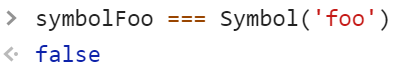 > symbolFoo === Symbol('foo')
<· false